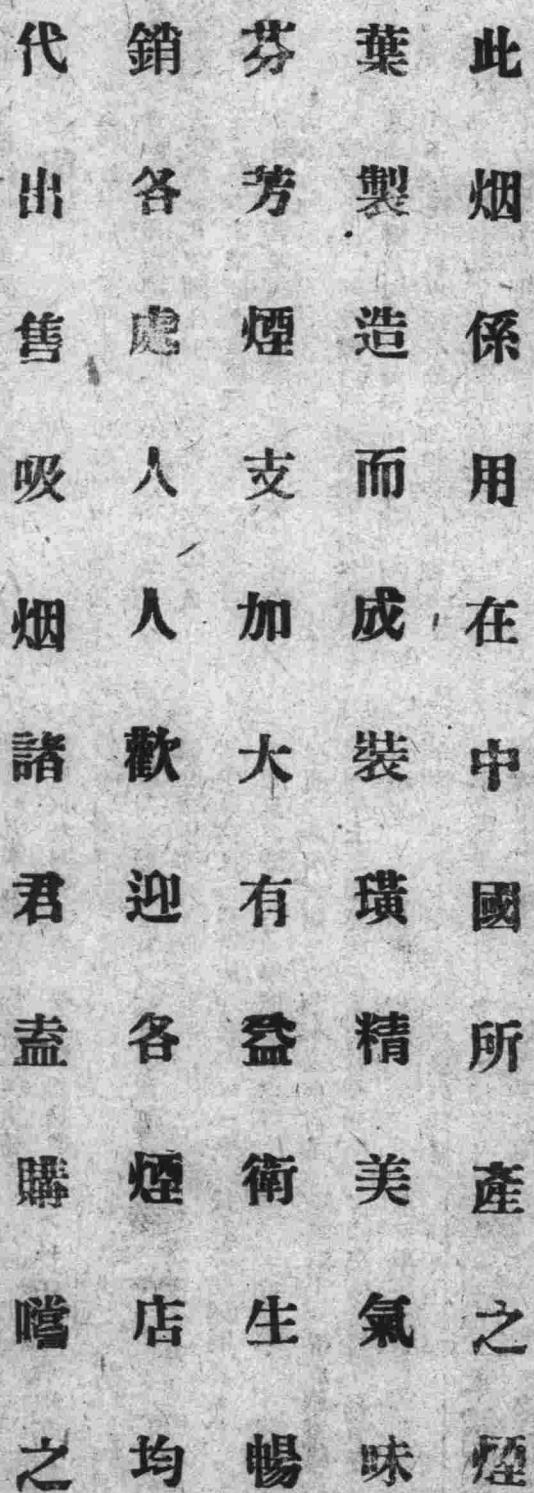 此烟係用在中國所產之煙
葉製造而成裝璜精美氣味
芬芳煙支加大有益衛生暢
銷各處人人歡迎各煙店均
代出售吸烟諸君盍購嚐之